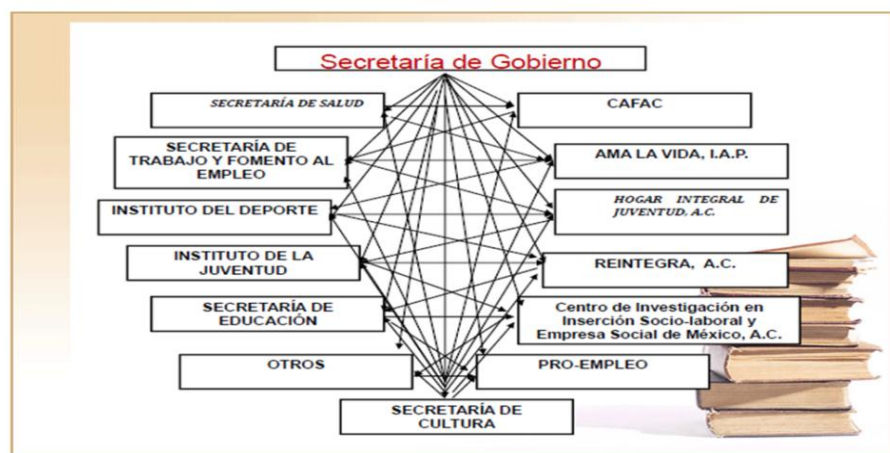 Secretaría de Gobierno
SECRETARÍA DE SALUD
CAFAC
SECRETARÍA DE
TRABAJO Y FOMENTO AL
EMPLEO
AMA LA VIDA, I.A.P.
INSTITUTO DEL DEPORTE
HOGAR INTEGRAL DE
JUVENTUD, A.C.
INSTITUTO DE LA
JUVENTUD
REINTEGRA, A.C.
SECRETARÍA DE
EDUCACIÓN
Centro de Investigación en
Inserción Socio-laboral y
Empresa Social de México, A.C.
OTROS
PRO-EMPLEO
SECRETARÍA DE
CULTURA